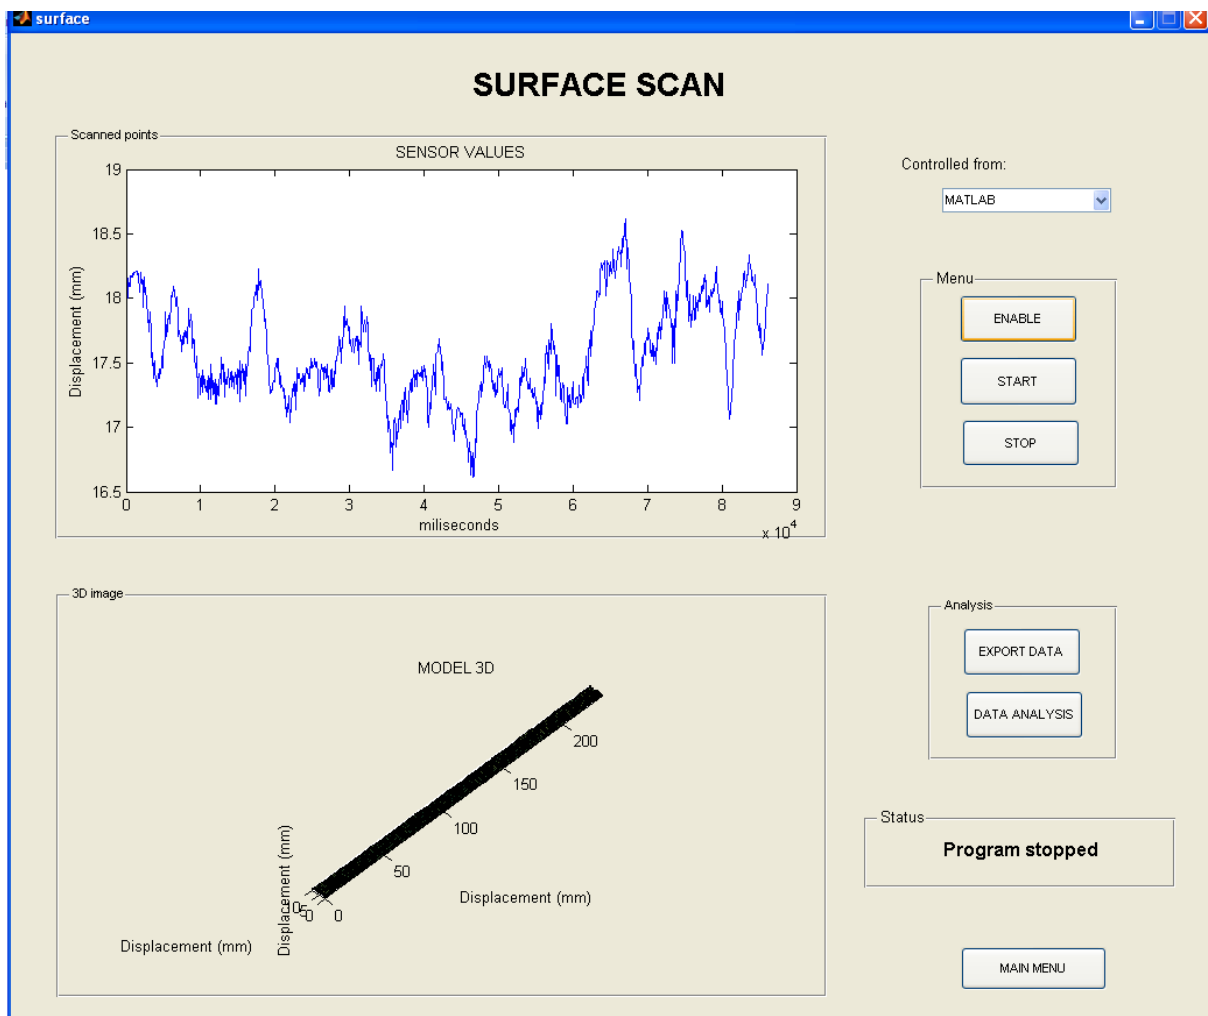 surface
SURFACE SCAN
Scanned points
SENSOR VALUES
19
18.5
18
17.5
17
16.5
Displacement (mm)
0 1 2 3 4 5 6 7 8 9
miliseconds
x 10^4
Controlled from:
MATLAB
Menu
ENABLE
START
STOP
3D image
MODEL 3D
200
150
100
50
0
10
5
0
Displacement (mm)
Displacement (mm)
Displacement (mm)
Analysis
EXPORT DATA
DATA ANALYSIS
Status
Program stopped
MAIN MENU